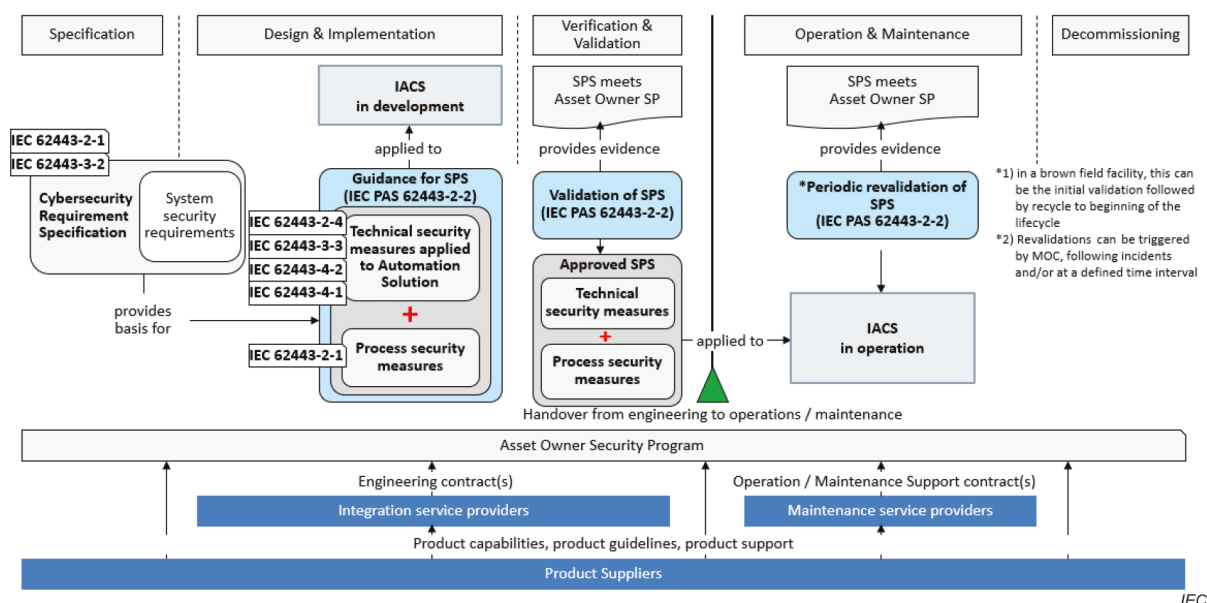 Specification
Design & Implementation
Verification &
Validation
Operation & Maintenance
Decommissioning
IACS
in development
SPS meets
Asset Owner SP
SPS meets
Asset Owner SP
applied to
provides evidence
provides evidence
IEC 62443-2-1
IEC 62443-3-2
Cybersecurity
Requirement
Specification
System
security
requirements
provides
basis for
Guidance for SPS
(IEC PAS 62443-2-2)
IEC 62443-2-4
IEC 62443-3-3
IEC 62443-4-2
IEC 62443-4-1
Technical security
measures applied
to Automation
Solution
+
IEC 62443-2-1
Process security
measures
Validation of SPS
(IEC PAS 62443-2-2)
Approved SPS
Technical
security measures
+
Process security
measures
applied to
*Periodic revalidation of
SPS
(IEC PAS 62443-2-2)
IACS
in operation
*1) in a brown field facility, this can
be the initial validation followed
by recycle to beginning of the
lifecycle
*2) Revalidations can be triggered
by MOC, following incidents
and/or at a defined time interval
Handover from engineering to operations / maintenance
Asset Owner Security Program
Engineering contract(s)
Operation / Maintenance Support contract(s)
Integration service providers
Maintenance service providers
Product capabilities, product guidelines, product support
Product Suppliers
IEC